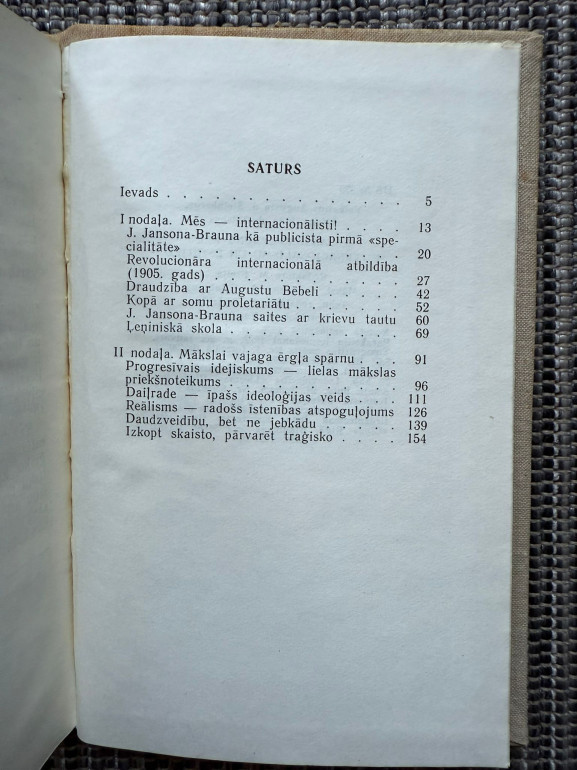 SATURS
Ievads . . . . . . . . . . . . . . . 5
I nodaļa. Mēs — internacionālisti! . . . . 13
J. Jansona-Brauna kā publicista pirmā «spe-
cialitāte» . . . . . . . . . . . . 20
Revolucionāra internacionālā atbildība
(1905. gads) . . . . . . . . . . . 27
Draudzība ar Augustu Bēbeli . . . . . 42
Kopā ar somu proletariātu . . . . . . 52
J. Jansona-Brauna saites ar krievu tautu 60
Ļeņiniskā skola . . . . . . . . . . 69
II nodaļa. Mākslai vajaga ērgļa spārnu . . . 91
Progresīvais idejiskums — lielas mākslas
priekšnoteikums . . . . . . . . . . 96
Daiļrade — īpašs ideoloģijas veids . . . . 111
Reālisms — radošs īstenības atspoguļojums 126
Daudzveidību, bet ne jebkādu . . . . . 139
Izkopt skaisto, pārvarēt traģisko . . . . 154